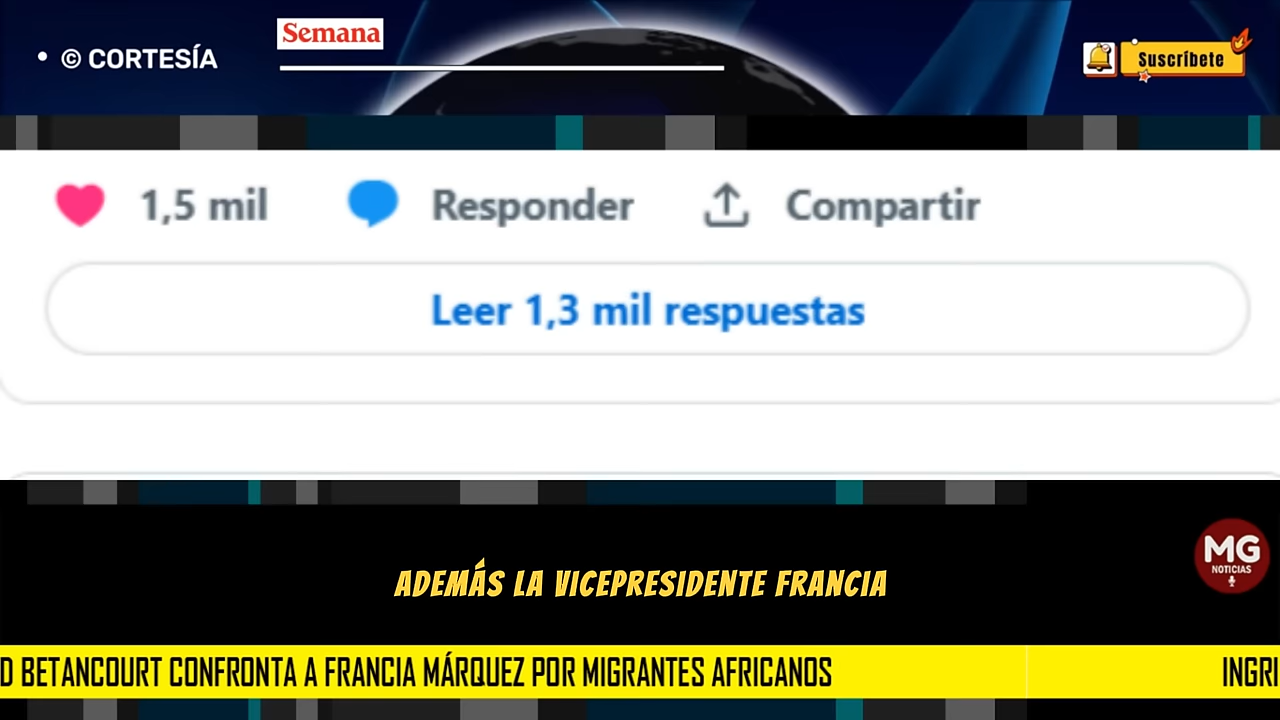 Semana
• © CORTESÍA
Suscríbete
1,5 mil Responder Compartir
Leer 1,3 mil respuestas
MG
NOTICIAS
ADEMÁS LA VICEPRESIDENTE FRANCIA
D BETANCOURT CONFRONTA A FRANCIA MÁRQUEZ POR MIGRANTES AFRICANOS INGRI